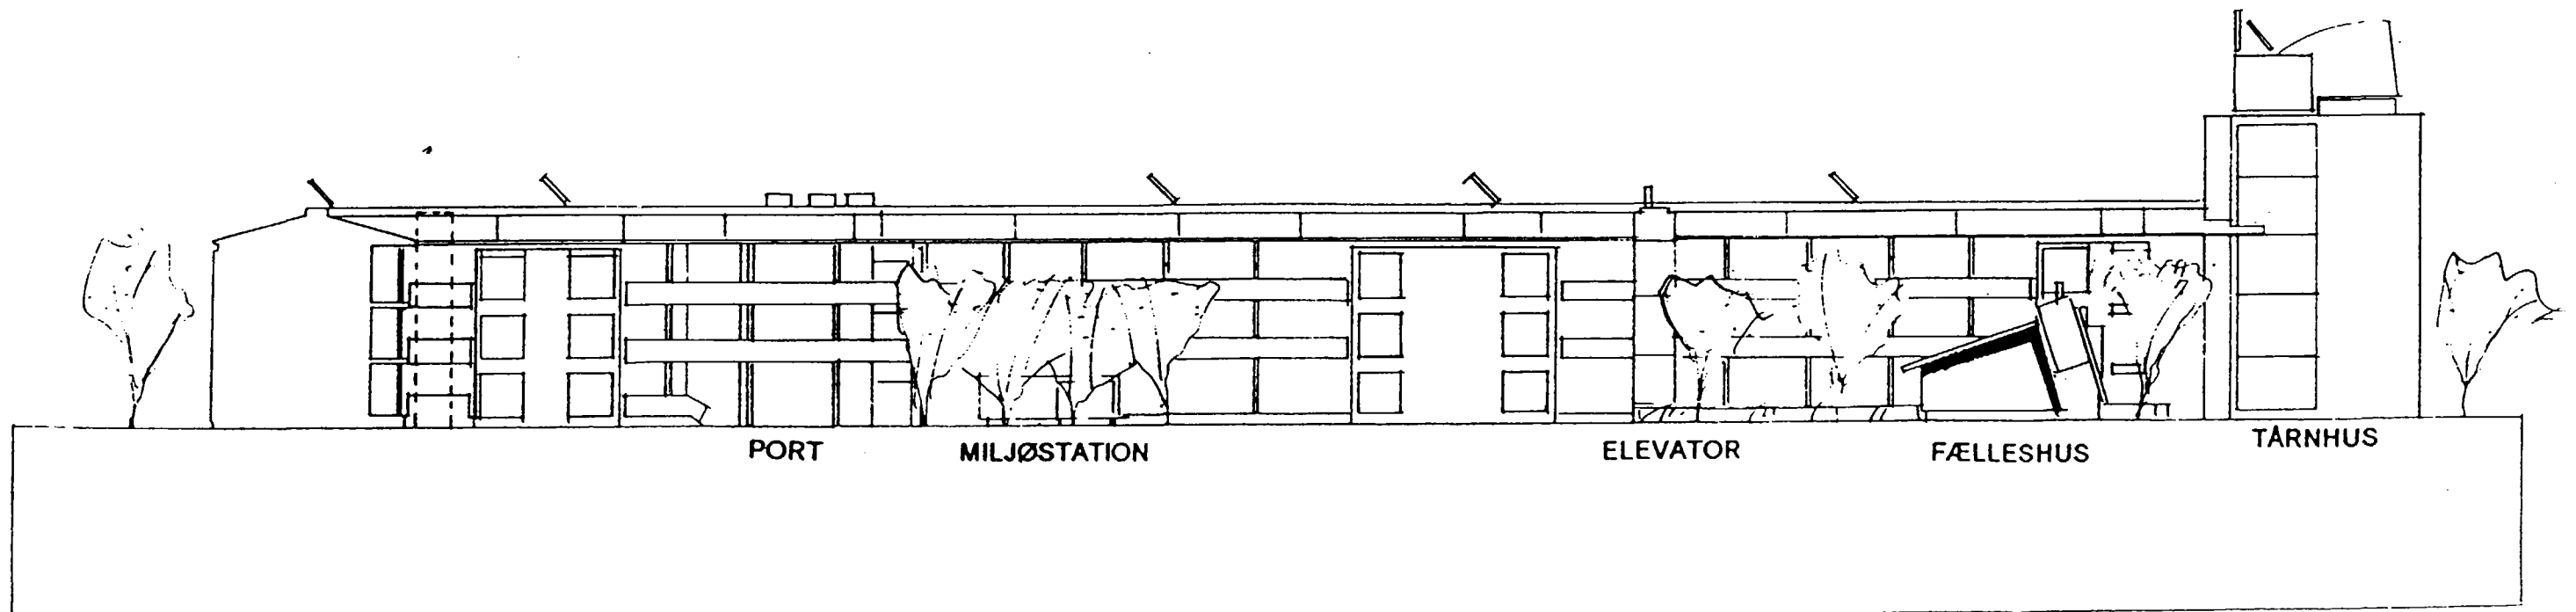 PORT
MILJØSTATION
ELEVATOR
FÆLLESHUS
TÅRNHUS